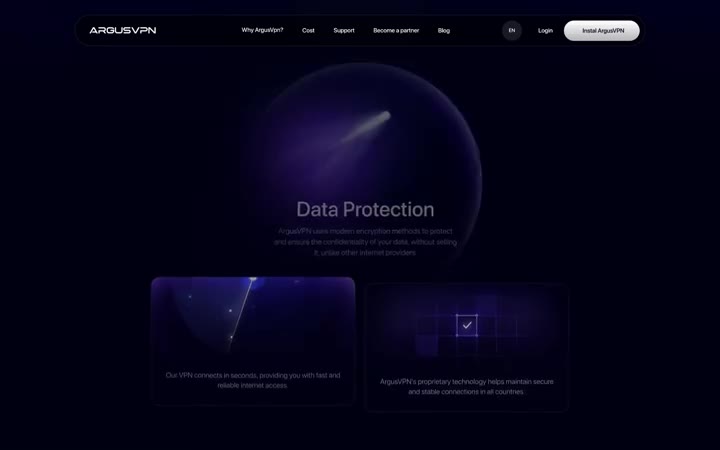 ARGUSVPN
Why ArgusVpn?
Cost
Support
Become a partner
Blog
EN
Login
Instal ArgusVPN
Data Protection
ArgusVPN uses modern encryption methods to protect
and ensure the confidentiality of your data, without selling
it, unlike other internet providers
Our VPN connects in seconds, providing you with fast and
reliable internet access.
ArgusVPN's proprietary technology helps maintain secure
and stable connections in all countries